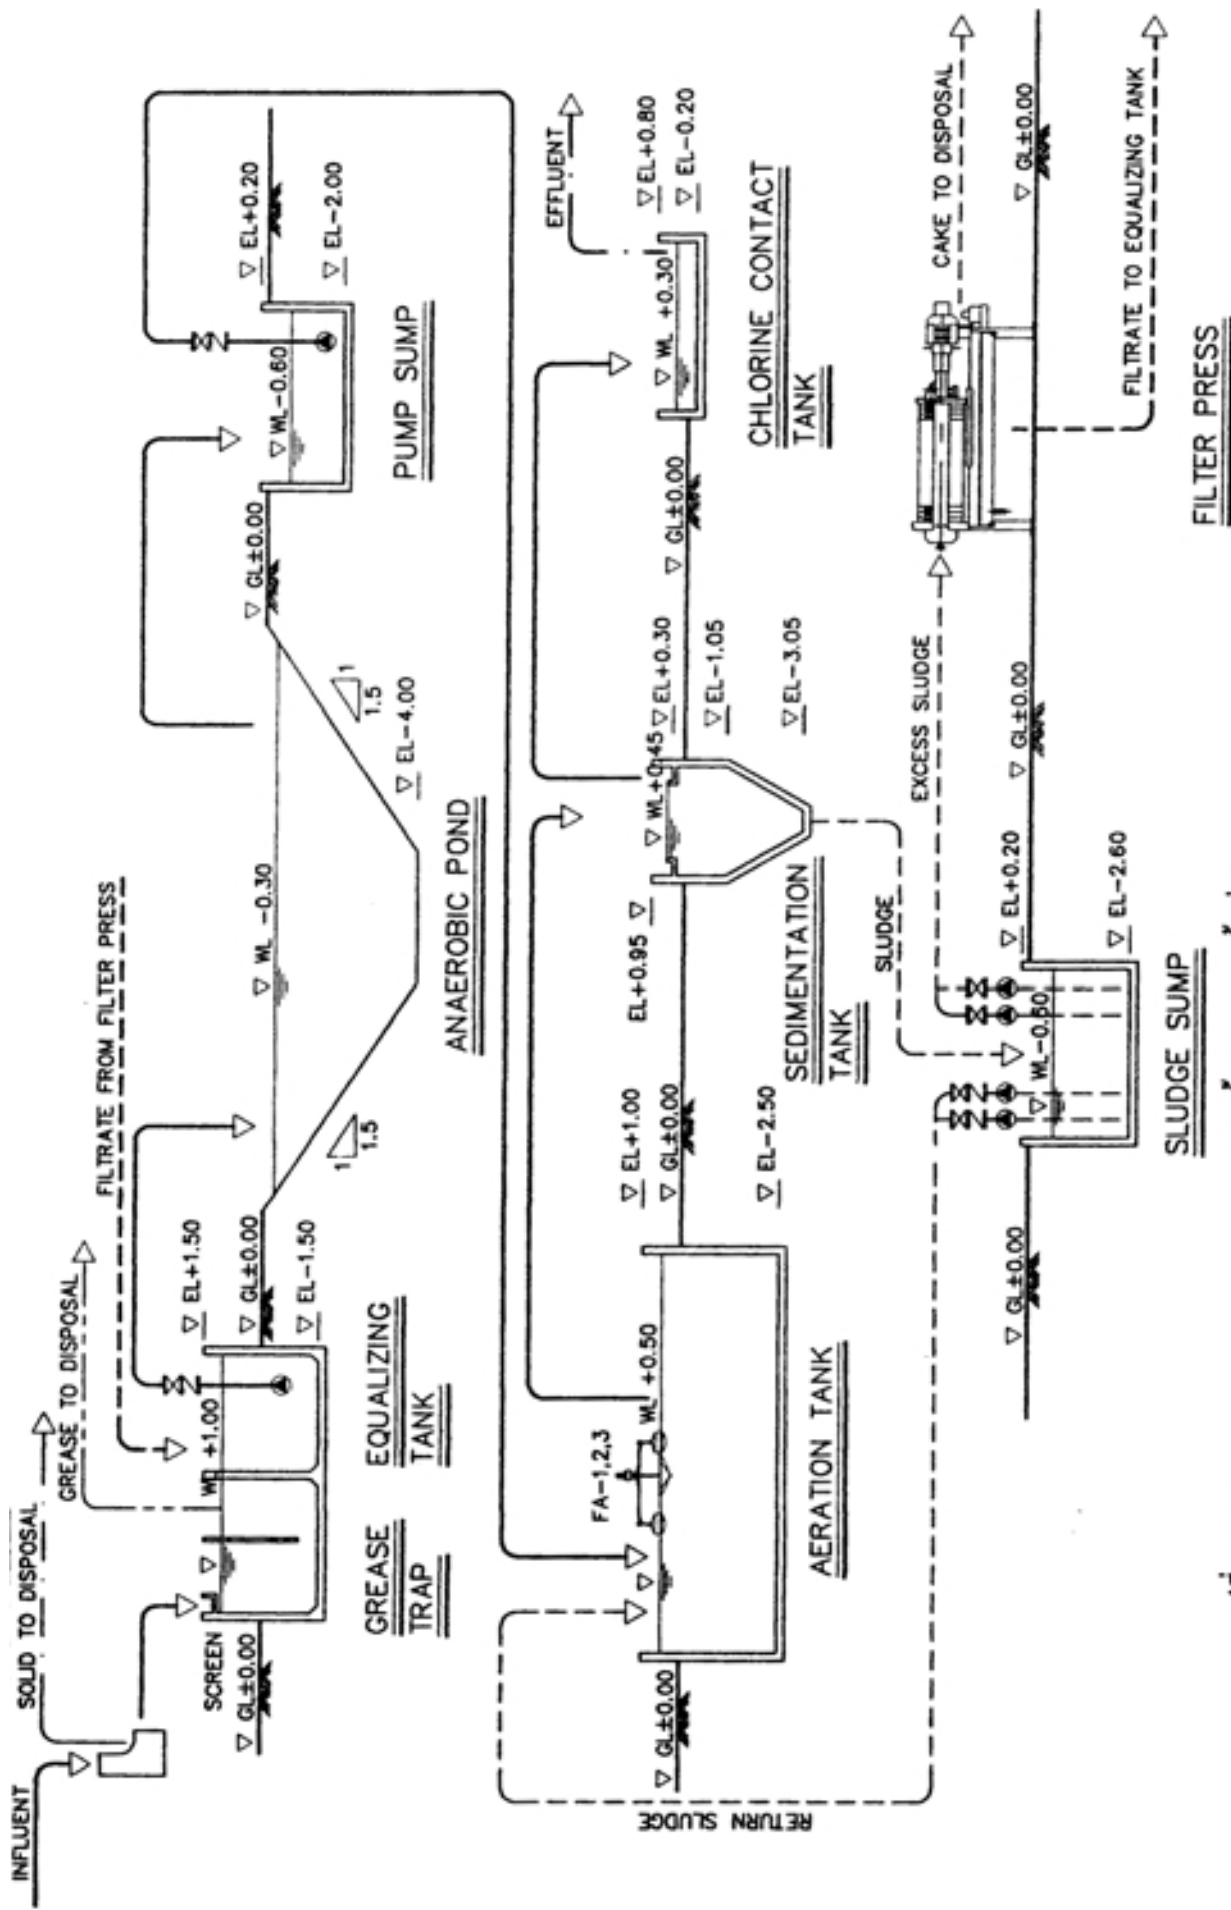 INFLUENT
SOLID TO DISPOSAL
GREASE TO DISPOSAL
FILTRATE FROM FILTER PRESS
SCREEN
WL +1.00
EL+1.50
GL±0.00
GL±0.00
EL-1.50
GREASE
TRAP
EQUALIZING
TANK
WL -0.30
1
1.5
1
1.5
EL-4.00
ANAEROBIC POND
GL±0.00
WL-0.60
EL+0.20
EL-2.00
PUMP SUMP
RETURN SLUDGE
GL±0.00
FA-1,2,3
WL +0.50
EL+1.00
GL±0.00
EL-2.50
AERATION TANK
EL+0.95
WL+0.45
EL+0.30
EL-1.05
EL-3.05
SEDIMENTATION
TANK
SLUDGE
GL±0.00
EFFLUENT
WL +0.30
EL+0.80
EL-0.20
CHLORINE CONTACT
TANK
GL±0.00
WL-0.60
EL+0.20
EL-2.60
SLUDGE SUMP
EXCESS SLUDGE
GL±0.00
CAKE TO DISPOSAL
GL±0.00
FILTRATE TO EQUALIZING TANK
FILTER PRESS